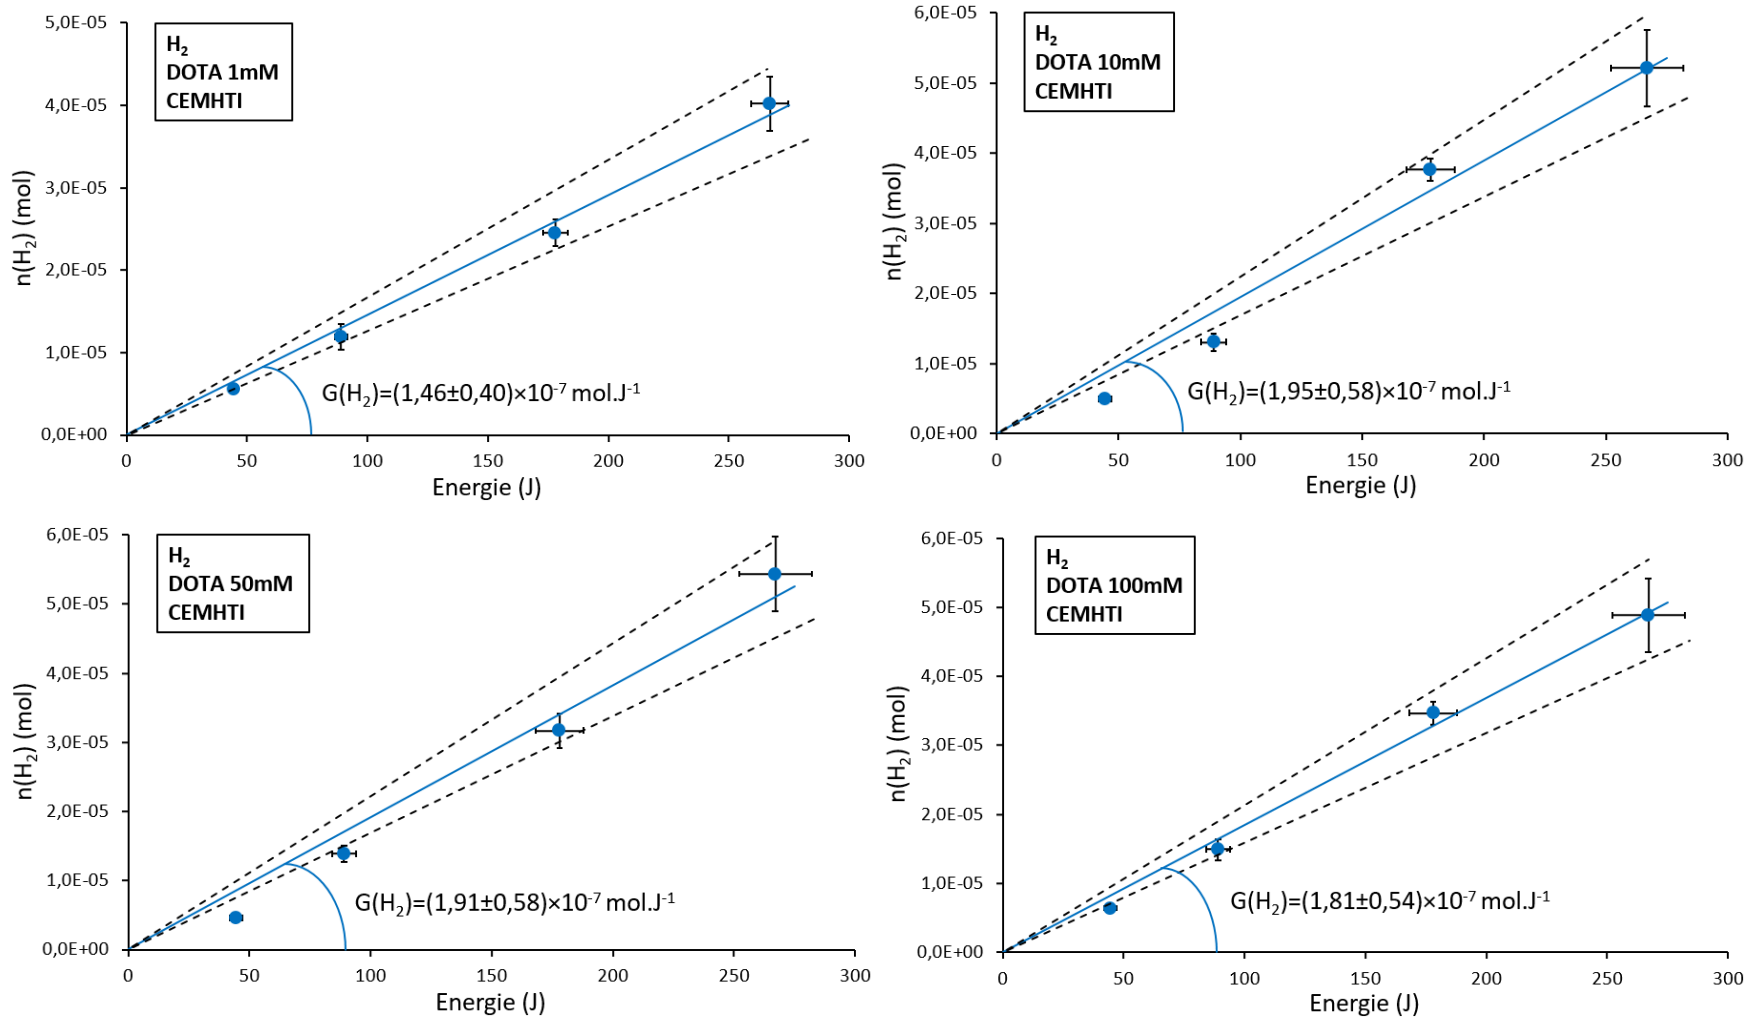 5,0E-05
4,0E-05
3,0E-05
2,0E-05
1,0E-05
0,0E+00
n(H₂) (mol)
H₂
DOTA 1mM
CEMHTI
G(H₂)=(1,46±0,40)×10⁻⁷ mol.J⁻¹
0 50 100 150 200 250 300
Energie (J)
6,0E-05
5,0E-05
4,0E-05
3,0E-05
2,0E-05
1,0E-05
0,0E+00
n(H₂) (mol)
H₂
DOTA 10mM
CEMHTI
G(H₂)=(1,95±0,58)×10⁻⁷ mol.J⁻¹
0 50 100 150 200 250 300
Energie (J)
6,0E-05
5,0E-05
4,0E-05
3,0E-05
2,0E-05
1,0E-05
0,0E+00
n(H₂) (mol)
H₂
DOTA 50mM
CEMHTI
G(H₂)=(1,91±0,58)×10⁻⁷ mol.J⁻¹
0 50 100 150 200 250 300
Energie (J)
6,0E-05
5,0E-05
4,0E-05
3,0E-05
2,0E-05
1,0E-05
0,0E+00
n(H₂) (mol)
H₂
DOTA 100mM
CEMHTI
G(H₂)=(1,81±0,54)×10⁻⁷ mol.J⁻¹
0 50 100 150 200 250 300
Energie (J)